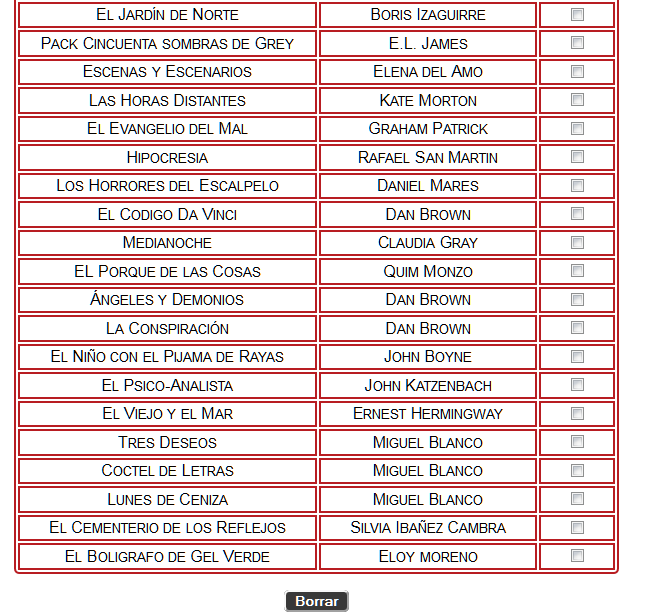 El Jardín de Norte Boris Izaguirre
Pack Cincuenta sombras de Grey E.L. James
Escenas y Escenarios Elena del Amo
Las Horas Distantes Kate Morton
El Evangelio del Mal Graham Patrick
Hipocresia Rafael San Martin
Los Horrores del Escalpelo Daniel Mares
El Codigo Da Vinci Dan Brown
Medianoche Claudia Gray
EL Porque de las Cosas Quim Monzo
Ángeles y Demonios Dan Brown
La Conspiración Dan Brown
El Niño con el Pijama de Rayas John Boyne
El Psico-Analista John Katzenbach
El Viejo y el Mar Ernest Hermingway
Tres Deseos Miguel Blanco
Coctel de Letras Miguel Blanco
Lunes de Ceniza Miguel Blanco
El Cementerio de los Reflejos Silvia Ibañez Cambra
El Boligrafo de Gel Verde Eloy moreno
Borrar